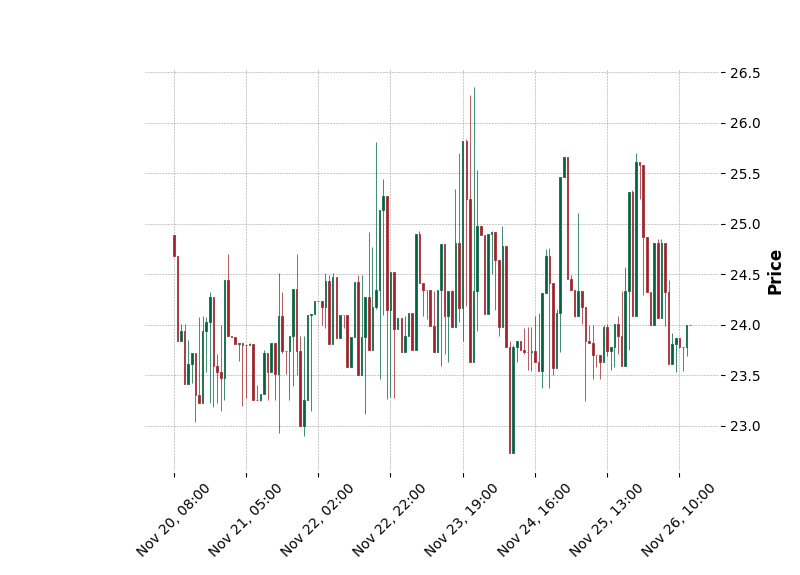 26.5
26.0
25.5
25.0
24.5
24.0
23.5
23.0
Price
Nov 20, 08:00
Nov 21, 05:00
Nov 22, 02:00
Nov 22, 22:00
Nov 23, 19:00
Nov 24, 16:00
Nov 25, 13:00
Nov 26, 10:00